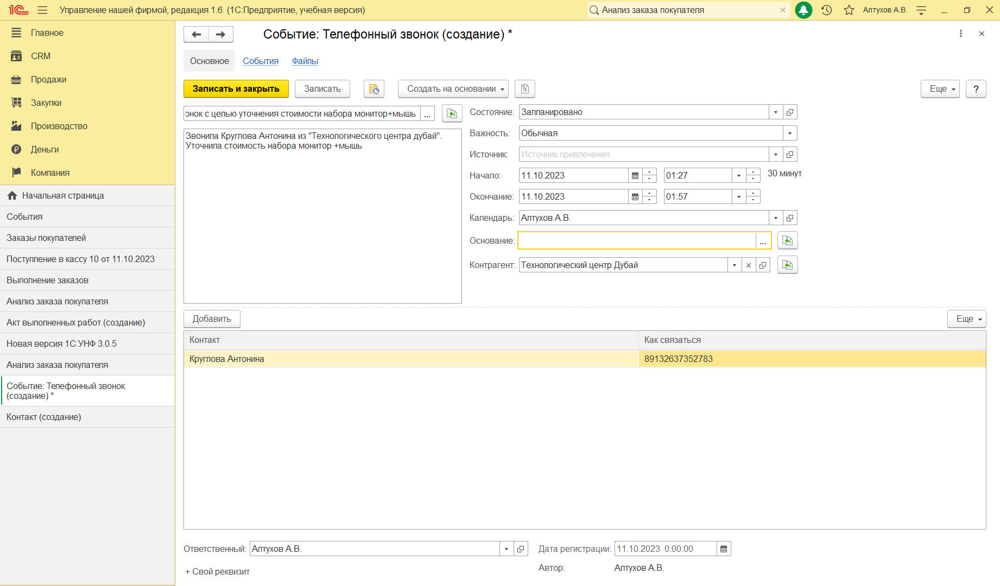 1С Управление нашей фирмой, редакция 1.6 (1С:Предприятие, учебная версия)
Анализ заказа покупателя
Алтухов А.В.
Главное
CRM
Продажи
Закупки
Производство
Деньги
Компания
Начальная страница
События
Заказы покупателей
Поступление в кассу 10 от 11.10.2023
Выполнение заказов
Анализ заказа покупателя
Акт выполненных работ (создание)
Новая версия 1С:УНФ 3.0.5
Анализ заказа покупателя
Событие: Телефонный звонок
(создание) *
Контакт (создание)
Событие: Телефонный звонок (создание) *
Основное События Файлы
Записать и закрыть Записать Создать на основании Еще ?
онок с целью уточнения стоимости набора монитор+мышь ...
Звонила Круглова Антонина из "Технологического центра дубай".
Уточнила стоимость набора монитор +мышь
Состояние: Запланировано
Важность: Обычная
Источник: Источник привлечения
Начало: 11.10.2023 01:27 30 минут
Окончание: 11.10.2023 01:57
Календарь: Алтухов А.В.
Основание: ...
Контрагент: Технологический центр Дубай
Добавить Еще
Контакт Как связаться
Круглова Антонина 89132637352783
Ответственный: Алтухов А.В. Дата регистрации: 11.10.2023 0:00:00
+ Свой реквизит Автор: Алтухов А.В.